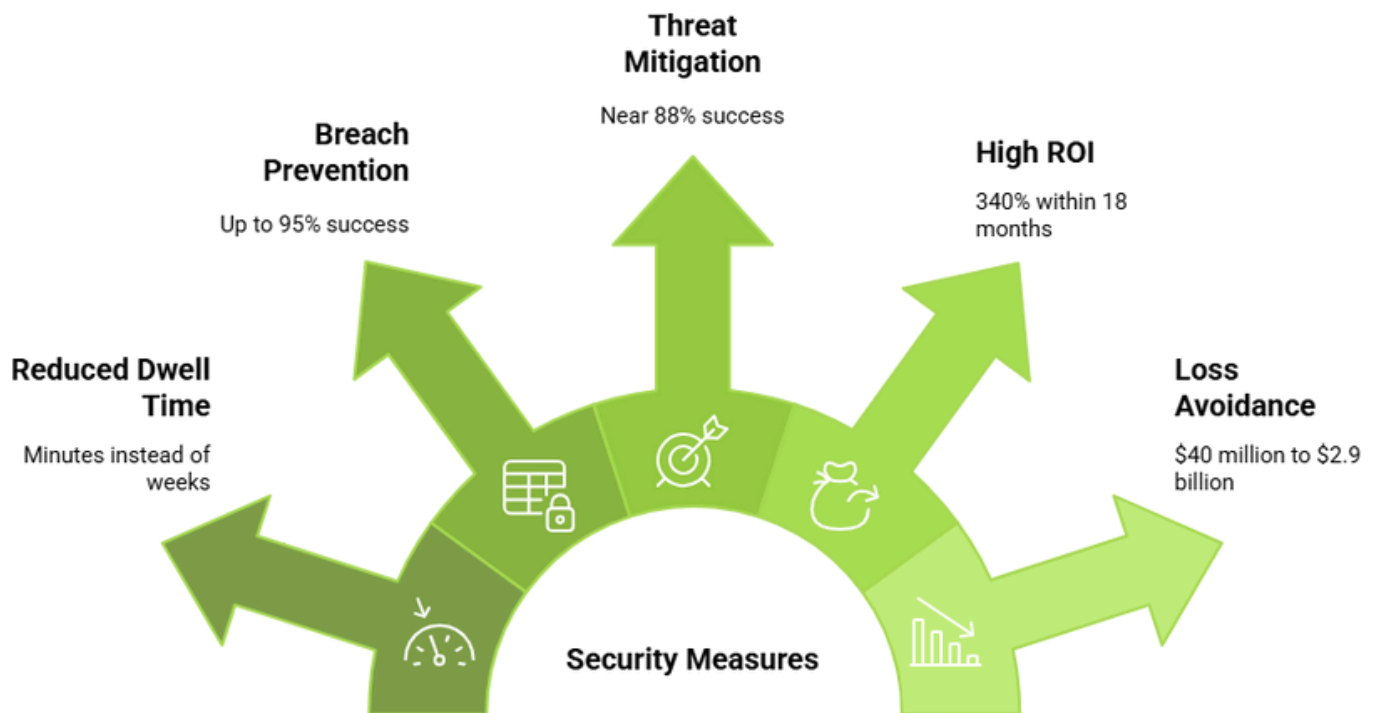 Threat
Mitigation
Near 88% success
Breach
Prevention
Up to 95% success
High ROI
340% within 18
months
Reduced Dwell
Time
Minutes instead of
weeks
Loss
Avoidance
$40 million to $2.9
billion
Security Measures